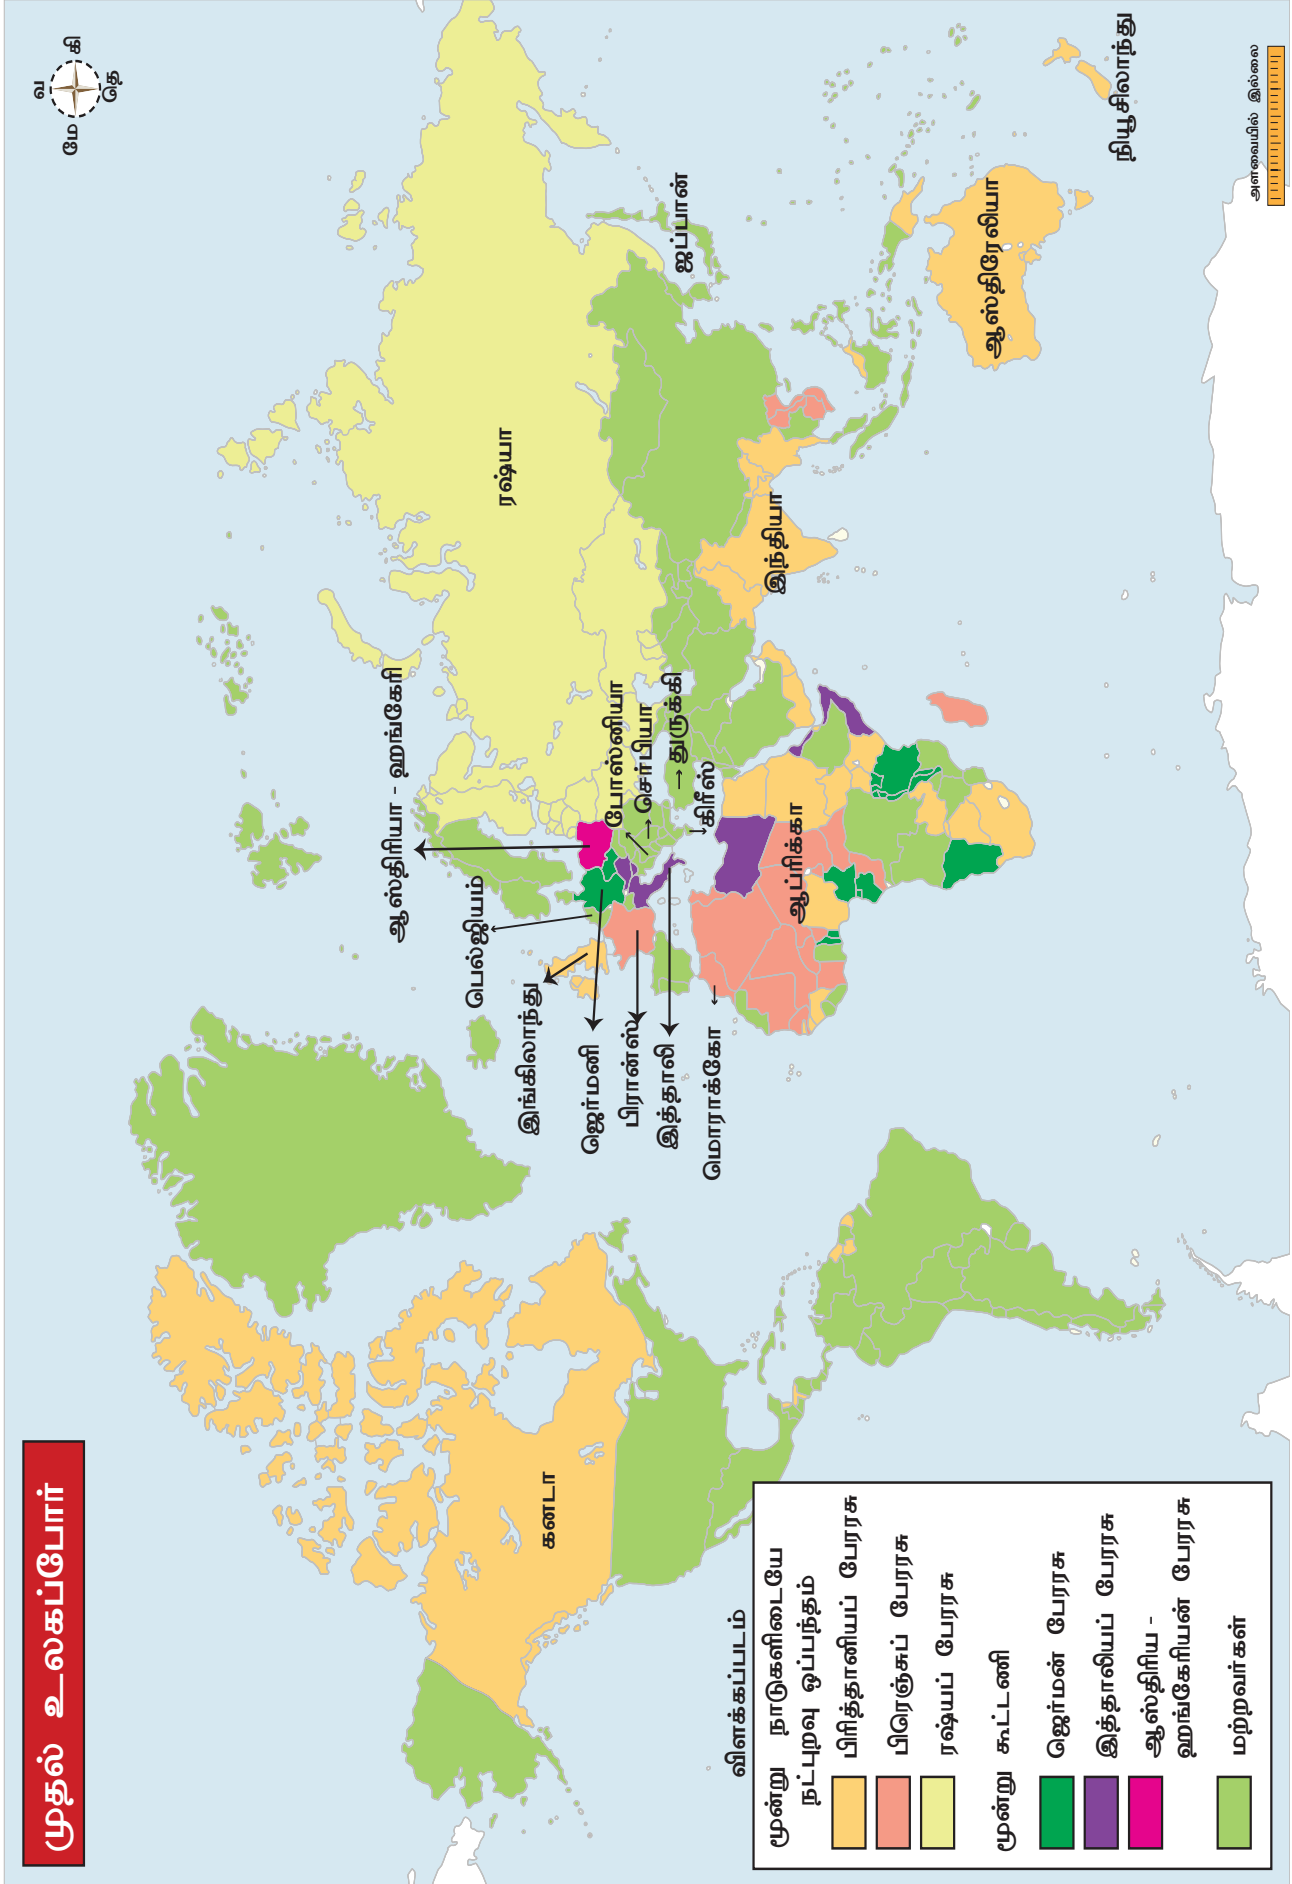 முதல் உலகப்போர்
வ
மே
கி
தெ
ரஷ்யா
ஜப்பான்
நியூசிலாந்து
ஆஸ்திரேலியா
இந்தியா
ஆஸ்திரியா - ஹங்கேரி
போஸ்னியா
செர்பியா
துருக்கி
கிரீஸ்
பெல்ஜியம்
இங்கிலாந்து
ஜெர்மனி
பிரான்ஸ்
இத்தாலி
மொராக்கோ
ஆப்ரிக்கா
கனடா
விளக்கப்படம்
மூன்று நாடுகளிடையே
நட்புறவு ஒப்பந்தம்
பிரித்தானியப் பேரரசு
பிரெஞ்சுப் பேரரசு
ரஷ்யப் பேரரசு
மூன்று கூட்டணி
ஜெர்மன் பேரரசு
இத்தாலியப் பேரரசு
ஆஸ்திரிய -
ஹங்கேரியன் பேரரசு
மற்றவர்கள்
அளவையில் இல்லை